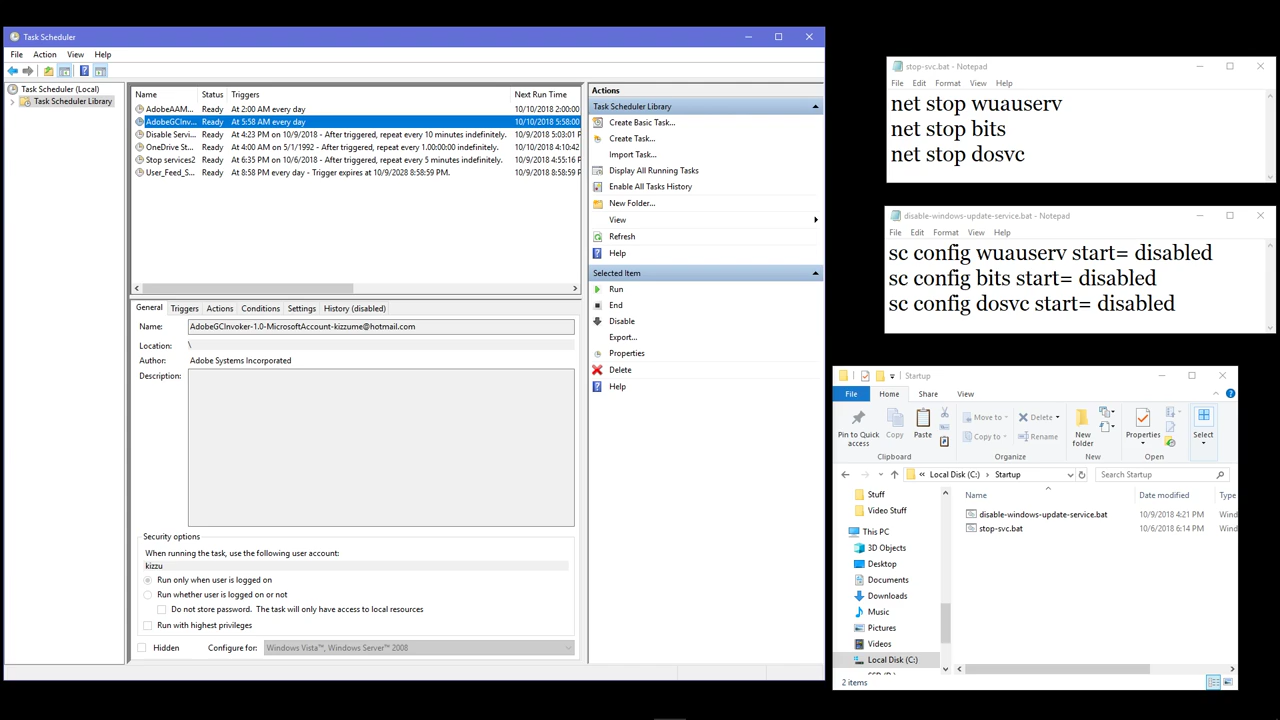 Task Scheduler
File Action View Help
Task Scheduler (Local)
Task Scheduler Library
Name Status Triggers Next Run Time
AdobeAAM... Ready At 2:00 AM every day 10/10/2018 2:00:00
AdobeGCInv... Ready At 5:58 AM every day 10/10/2018 5:58:00
Disable Servi... Ready At 4:23 PM on 10/9/2018 - After triggered, repeat every 10 minutes indefinitely. 10/9/2018 5:03:01 P
OneDrive St... Ready At 4:00 AM on 5/1/1992 - After triggered, repeat every 1.00:00:00 indefinitely. 10/10/2018 4:10:42
Stop services2 Ready At 6:35 PM on 10/6/2018 - After triggered, repeat every 5 minutes indefinitely. 10/9/2018 4:55:16 P
User_Feed_S... Ready At 8:58 PM every day - Trigger expires at 10/9/2028 8:58:59 PM. 10/9/2018 8:58:59 P
General Triggers Actions Conditions Settings History (disabled)
Name: AdobeGCInvoker-1.0-MicrosoftAccount-kizzume@hotmail.com
Location: \
Author: Adobe Systems Incorporated
Description:
Security options
When running the task, use the following user account:
kizzu
Run only when user is logged on
Run whether user is logged on or not
Do not store password. The task will only have access to local resources
Run with highest privileges
Hidden Configure for: Windows Vista™, Windows Server™ 2008
Actions
Task Scheduler Library
Create Basic Task...
Create Task...
Import Task...
Display All Running Tasks
Enable All Tasks History
New Folder...
View
Refresh
Help
Selected Item
Run
End
Disable
Export...
Properties
Delete
Help
stop-svc.bat - Notepad
File Edit Format View Help
net stop wuauserv
net stop bits
net stop dosvc
disable-windows-update-service.bat - Notepad
File Edit Format View Help
sc config wuauserv start= disabled
sc config bits start= disabled
sc config dosvc start= disabled
Startup
File Home Share View
Pin to Quick access Copy Paste Move to Copy to Delete Rename New folder Properties Select
Clipboard Organize New Open
« Local Disk (C:) › Startup Search Startup
Name Date modified Type
disable-windows-update-service.bat 10/9/2018 4:21 PM Wind
stop-svc.bat 10/6/2018 6:14 PM Wind
Stuff
Video Stuff
This PC
3D Objects
Desktop
Documents
Downloads
Music
Pictures
Videos
Local Disk (C:)
2 items